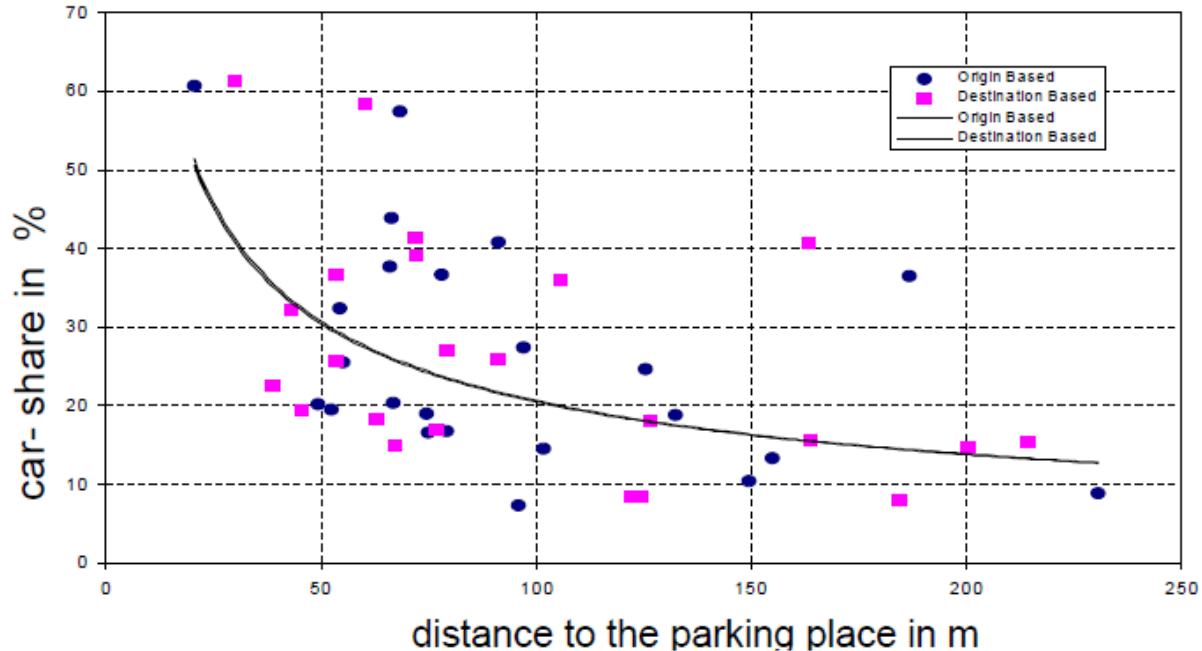 70
60
50
40
30
20
10
0
0 50 100 150 200 250
car- share in %
distance to the parking place in m
Origin Based
Destination Based
Origin Based
Destination Based